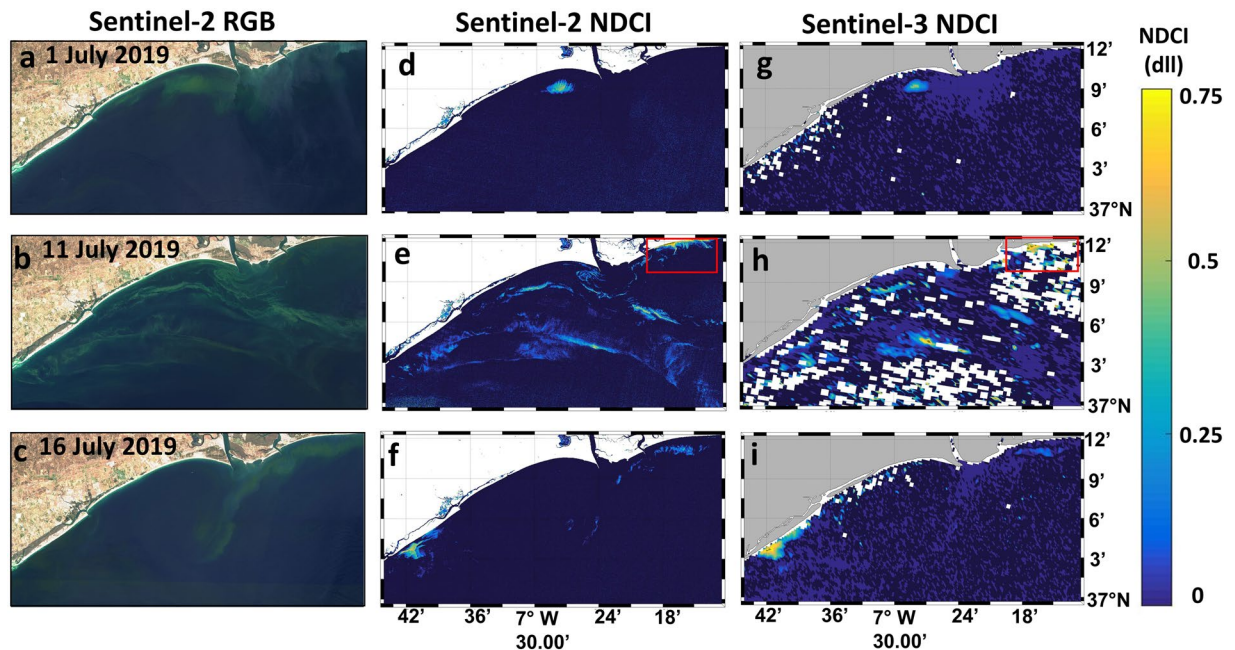 Sentinel-2 RGB
Sentinel-2 NDCI
Sentinel-3 NDCI
NDCI
(dll)
a 1 July 2019
d
g
12'
9'
6'
3'
37°N
0.75
b 11 July 2019
e
h
12'
9'
6'
3'
37°N
0.5
0.25
c 16 July 2019
f
i
12'
9'
6'
3'
37°N
0
42' 36' 7° W 24' 18'
30.00'
42' 36' 7° W 24' 18'
30.00'